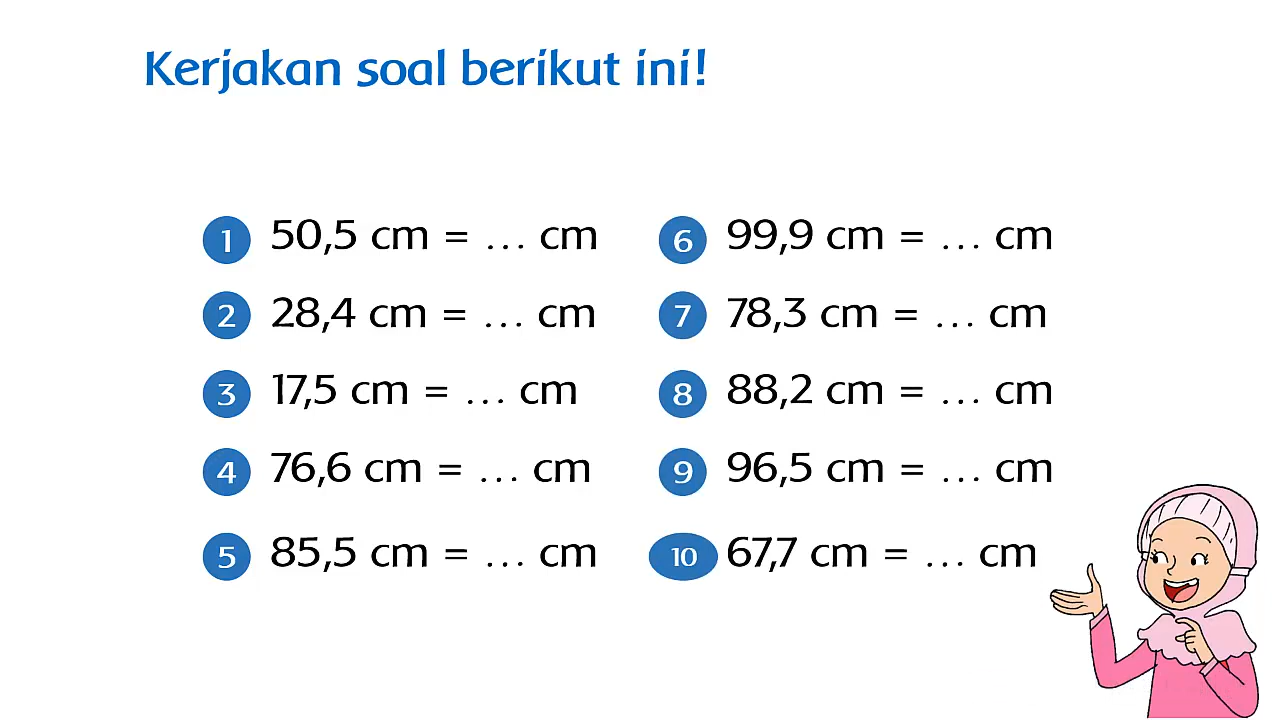 Kerjakan soal berikut ini!
1 50,5 cm = ... cm
2 28,4 cm = ... cm
3 17,5 cm = ... cm
4 76,6 cm = ... cm
5 85,5 cm = ... cm
6 99,9 cm = ... cm
7 78,3 cm = ... cm
8 88,2 cm = ... cm
9 96,5 cm = ... cm
10 67,7 cm = ... cm